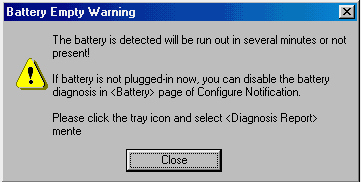 Battery Empty Warning
The battery is detected will be run out in several minutes or not
present!
If battery is not plugged-in now, you can disable the battery
diagnosis in <Battery> page of Configure Notification.
Please click the tray icon and select <Diagnosis Report>
mente
Close